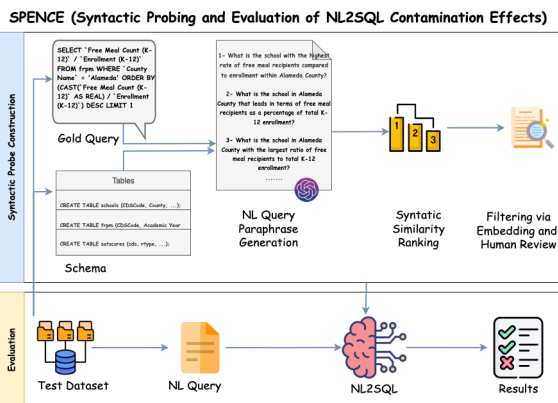 SPENCE (Syntactic Probing and Evaluation of NL2SQL Contamination Effects)
Syntactic Probe Construction
SELECT `Free Meal Count (K-
12)` / `Enrollment (K-12)`
FROM frpm WHERE `County
Name` = 'Alameda' ORDER BY
(CAST(`Free Meal Count (K-
12)` AS REAL) / `Enrollment
(K-12)`) DESC LIMIT 1
Gold Query
Tables
CREATE TABLE schools (CDSCode, County, ...);
CREATE TABLE frpm (CDSCode, Academic Year
CREATE TABLE satscores (cds, rtype, ...);
Schema
1- What is the school with the highest
rate of free meal recipients compared
to enrollment within Alameda County?
2- What is the school in Alameda
County that leads in terms of free meal
recipients as a percentage of total K-
12 enrollment?
3- What is the school in Alameda
County with the largest ratio of free
meal recipients to total K-12
enrollment?
.......
NL Query
Paraphrase
Generation
1
2
3
Syntatic
Similarity
Ranking
Filtering via
Embedding and
Human Review
Evaluation
Test Dataset
NL Query
NL2SQL
Results